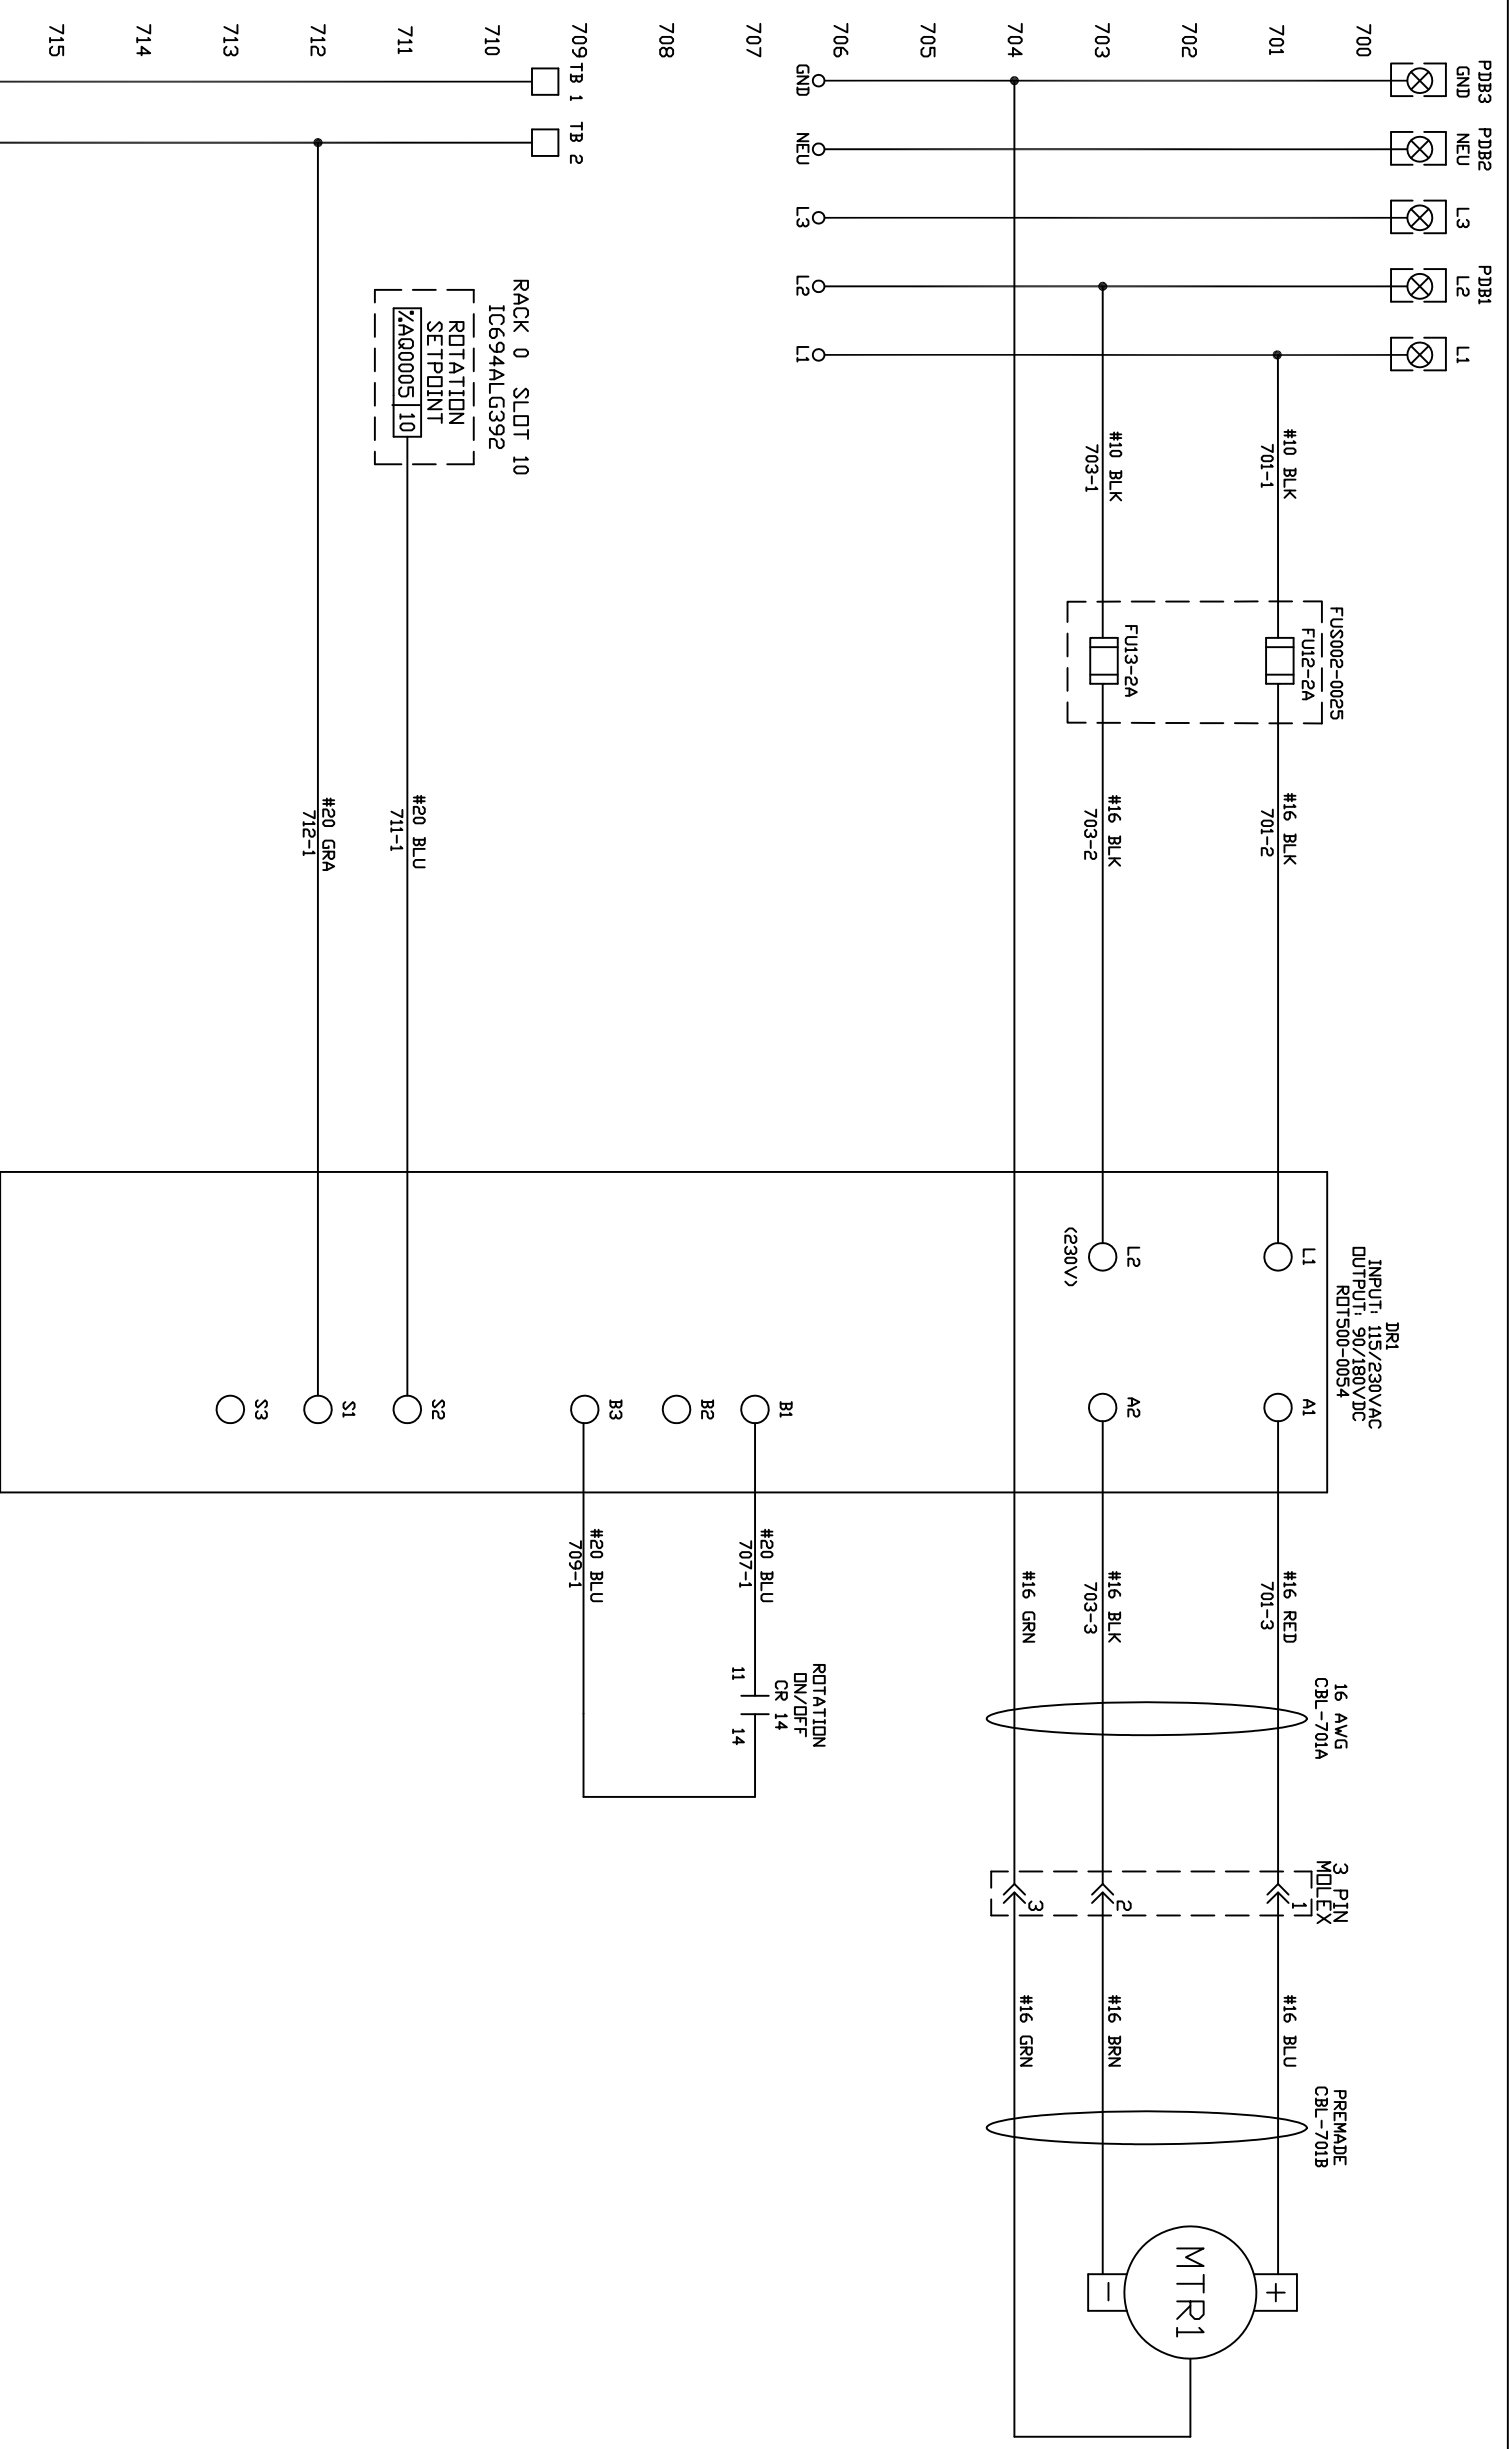 PDB3
GND
PDB2
NEU
L3
PDB1
L2
L1
700
701
702
703
704
705
706
707
708
709
710
711
712
713
714
715
GND
NEU
L3
L2
L1
#10 BLK
701-1
#10 BLK
703-1
FUS002-0025
FU12-2A
FU13-2A
#16 BLK
701-2
#16 BLK
703-2
DR1
INPUT: 115/230VAC
OUTPUT: 90/180VDC
ROT500-0054
L1
L2
(230V)
A1
A2
B1
B2
B3
S2
S1
S3
#16 RED
701-3
#16 BLK
703-3
#16 GRN
16 AWG
CBL-701A
3 PIN
MOLEX
1
2
3
#16 BLU
#16 BRN
#16 GRN
PREMADE
CBL-701B
+
MTR1
-
#20 BLU
707-1
ROTATION
ON/OFF
CR 14
11
14
#20 BLU
709-1
TB 1
TB 2
RACK 0 SLOT 10
IC694ALG392
ROTATION
SETPOINT
%AQ0005 10
#20 BLU
711-1
#20 GRA
712-1